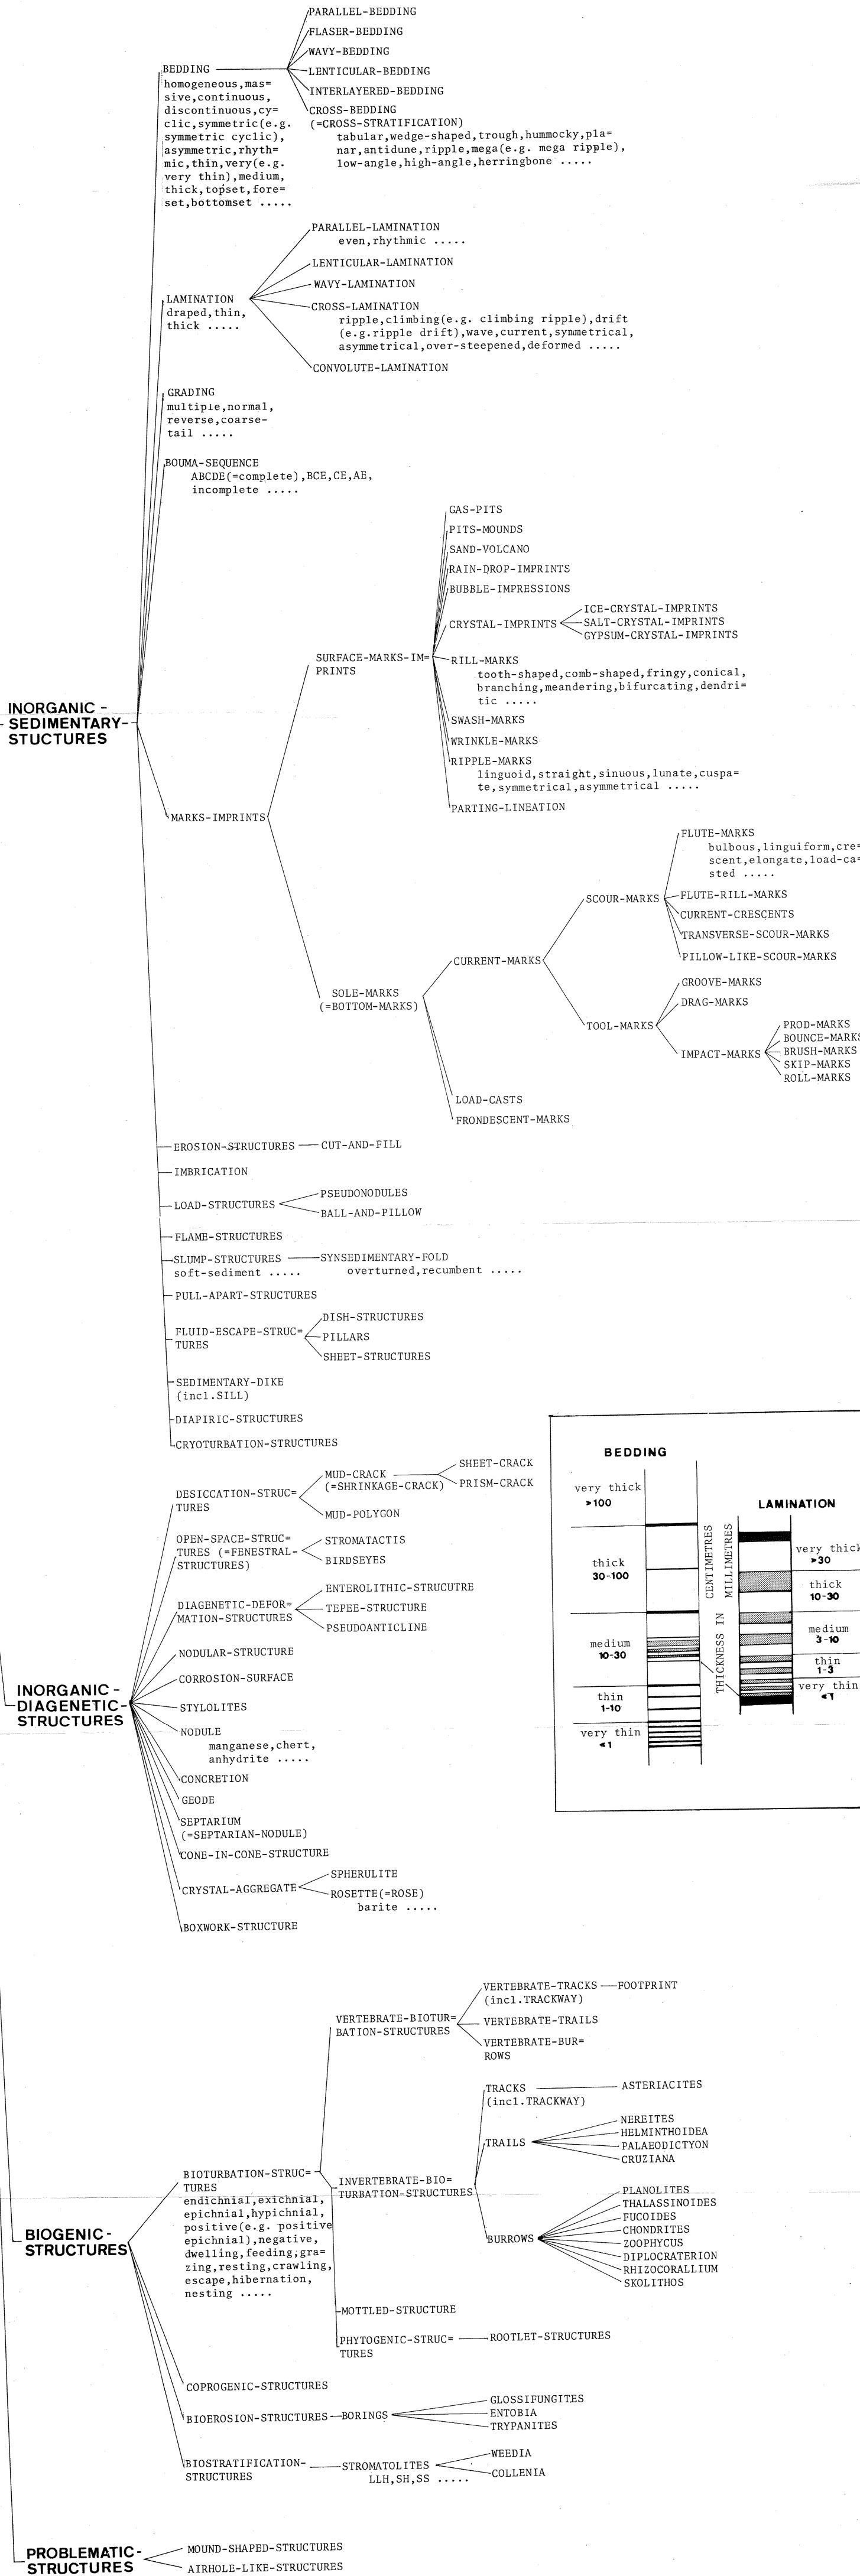 PARALLEL-BEDDING
FLASER-BEDDING
WAVY-BEDDING
BEDDING
LENTICULAR-BEDDING
homogeneous,mas=
sive,continuous,
discontinuous,cy=
clic,symmetric(e.g.
symmetric cyclic),
asymmetric,rhyth=
mic,thin,very(e.g.
very thin),medium,
thick,topset,fore=
set,bottomset .....
INTERLAYERED-BEDDING
CROSS-BEDDING
(=CROSS-STRATIFICATION)
tabular,wedge-shaped,trough,hummocky,pla=
nar,antidune,ripple,mega(e.g. mega ripple),
low-angle,high-angle,herringbone .....
LAMINATION
draped,thin,
thick .....
PARALLEL-LAMINATION
even,rhythmic .....
LENTICULAR-LAMINATION
WAVY-LAMINATION
CROSS-LAMINATION
ripple,climbing(e.g. climbing ripple),drift
(e.g.ripple drift),wave,current,symmetrical,
asymmetrical,over-steepened,deformed .....
CONVOLUTE-LAMINATION
GRADING
multiple,normal,
reverse,coarse-
tail .....
BOUMA-SEQUENCE
ABCDE(=complete),BCE,CE,AE,
incomplete .....
INORGANIC -
SEDIMENTARY-
STUCTURES
MARKS-IMPRINTS
SURFACE-MARKS-IM=
PRINTS
GAS-PITS
PITS-MOUNDS
SAND-VOLCANO
RAIN-DROP-IMPRINTS
BUBBLE-IMPRESSIONS
CRYSTAL-IMPRINTS
ICE-CRYSTAL-IMPRINTS
SALT-CRYSTAL-IMPRINTS
GYPSUM-CRYSTAL-IMPRINTS
RILL-MARKS
tooth-shaped,comb-shaped,fringy,conical,
branching,meandering,bifurcating,dendri=
tic .....
SWASH-MARKS
WRINKLE-MARKS
RIPPLE-MARKS
linguoid,straight,sinuous,lunate,cuspa=
te,symmetrical,asymmetrical .....
PARTING-LINEATION
SOLE-MARKS
(=BOTTOM-MARKS)
CURRENT-MARKS
SCOUR-MARKS
FLUTE-MARKS
bulbous,linguiform,cre=
scent,elongate,load-ca=
sted .....
FLUTE-RILL-MARKS
CURRENT-CRESCENTS
TRANSVERSE-SCOUR-MARKS
PILLOW-LIKE-SCOUR-MARKS
TOOL-MARKS
GROOVE-MARKS
DRAG-MARKS
IMPACT-MARKS
PROD-MARKS
BOUNCE-MARKS
BRUSH-MARKS
SKIP-MARKS
ROLL-MARKS
LOAD-CASTS
FRONDESCENT-MARKS
EROSION-STRUCTURES
CUT-AND-FILL
IMBRICATION
LOAD-STRUCTURES
PSEUDONODULES
BALL-AND-PILLOW
FLAME-STRUCTURES
SLUMP-STRUCTURES
soft-sediment .....
SYNSEDIMENTARY-FOLD
overturned,recumbent .....
PULL-APART-STRUCTURES
FLUID-ESCAPE-STRUC=
TURES
DISH-STRUCTURES
PILLARS
SHEET-STRUCTURES
SEDIMENTARY-DIKE
(incl.SILL)
DIAPIRIC-STRUCTURES
CRYOTURBATION-STRUCTURES
INORGANIC -
DIAGENETIC-
STRUCTURES
DESICCATION-STRUC=
TURES
MUD-CRACK
(=SHRINKAGE-CRACK)
SHEET-CRACK
PRISM-CRACK
MUD-POLYGON
OPEN-SPACE-STRUC=
TURES (=FENESTRAL-
STRUCTURES)
STROMATACTIS
BIRDSEYES
DIAGENETIC-DEFOR=
MATION-STRUCTURES
ENTEROLITHIC-STRUCUTRE
TEPEE-STRUCTURE
PSEUDOANTICLINE
NODULAR-STRUCTURE
CORROSION-SURFACE
STYLOLITES
NODULE
manganese,chert,
anhydrite .....
CONCRETION
GEODE
SEPTARIUM
(=SEPTARIAN-NODULE)
CONE-IN-CONE-STRUCTURE
CRYSTAL-AGGREGATE
SPHERULITE
ROSETTE(=ROSE)
barite .....
BOXWORK-STRUCTURE
BEDDING
very thick
>100
thick
30-100
medium
10-30
thin
1-10
very thin
<1
THICKNESS IN
CENTIMETRES
MILLIMETRES
LAMINATION
very thick
>30
thick
10-30
medium
3-10
thin
1-3
very thin
<1
BIOGENIC-
STRUCTURES
BIOTURBATION-STRUC=
TURES
endichnial,exichnial,
epichnial,hypichnial,
positive(e.g. positive
epichnial),negative,
dwelling,feeding,gra=
zing,resting,crawling,
escape,hibernation,
nesting .....
VERTEBRATE-BIOTUR=
BATION-STRUCTURES
VERTEBRATE-TRACKS
(incl.TRACKWAY)
FOOTPRINT
VERTEBRATE-TRAILS
VERTEBRATE-BUR=
ROWS
INVERTEBRATE-BIO=
TURBATION-STRUCTURES
TRACKS
(incl.TRACKWAY)
ASTERIACITES
TRAILS
NEREITES
HELMINTHOIDEA
PALAEODICTYON
CRUZIANA
BURROWS
PLANOLITES
THALASSINOIDES
FUCOIDES
CHONDRITES
ZOOPHYCUS
DIPLOCRATERION
RHIZOCORALLIUM
SKOLITHOS
MOTTLED-STRUCTURE
PHYTOGENIC-STRUC=
TURES
ROOTLET-STRUCTURES
COPROGENIC-STRUCTURES
BIOEROSION-STRUCTURES
BORINGS
GLOSSIFUNGITES
ENTOBIA
TRYPANITES
BIOSTRATIFICATION-
STRUCTURES
STROMATOLITES
LLH,SH,SS .....
WEEDIA
COLLENIA
PROBLEMATIC-
STRUCTURES
MOUND-SHAPED-STRUCTURES
AIRHOLE-LIKE-STRUCTURES